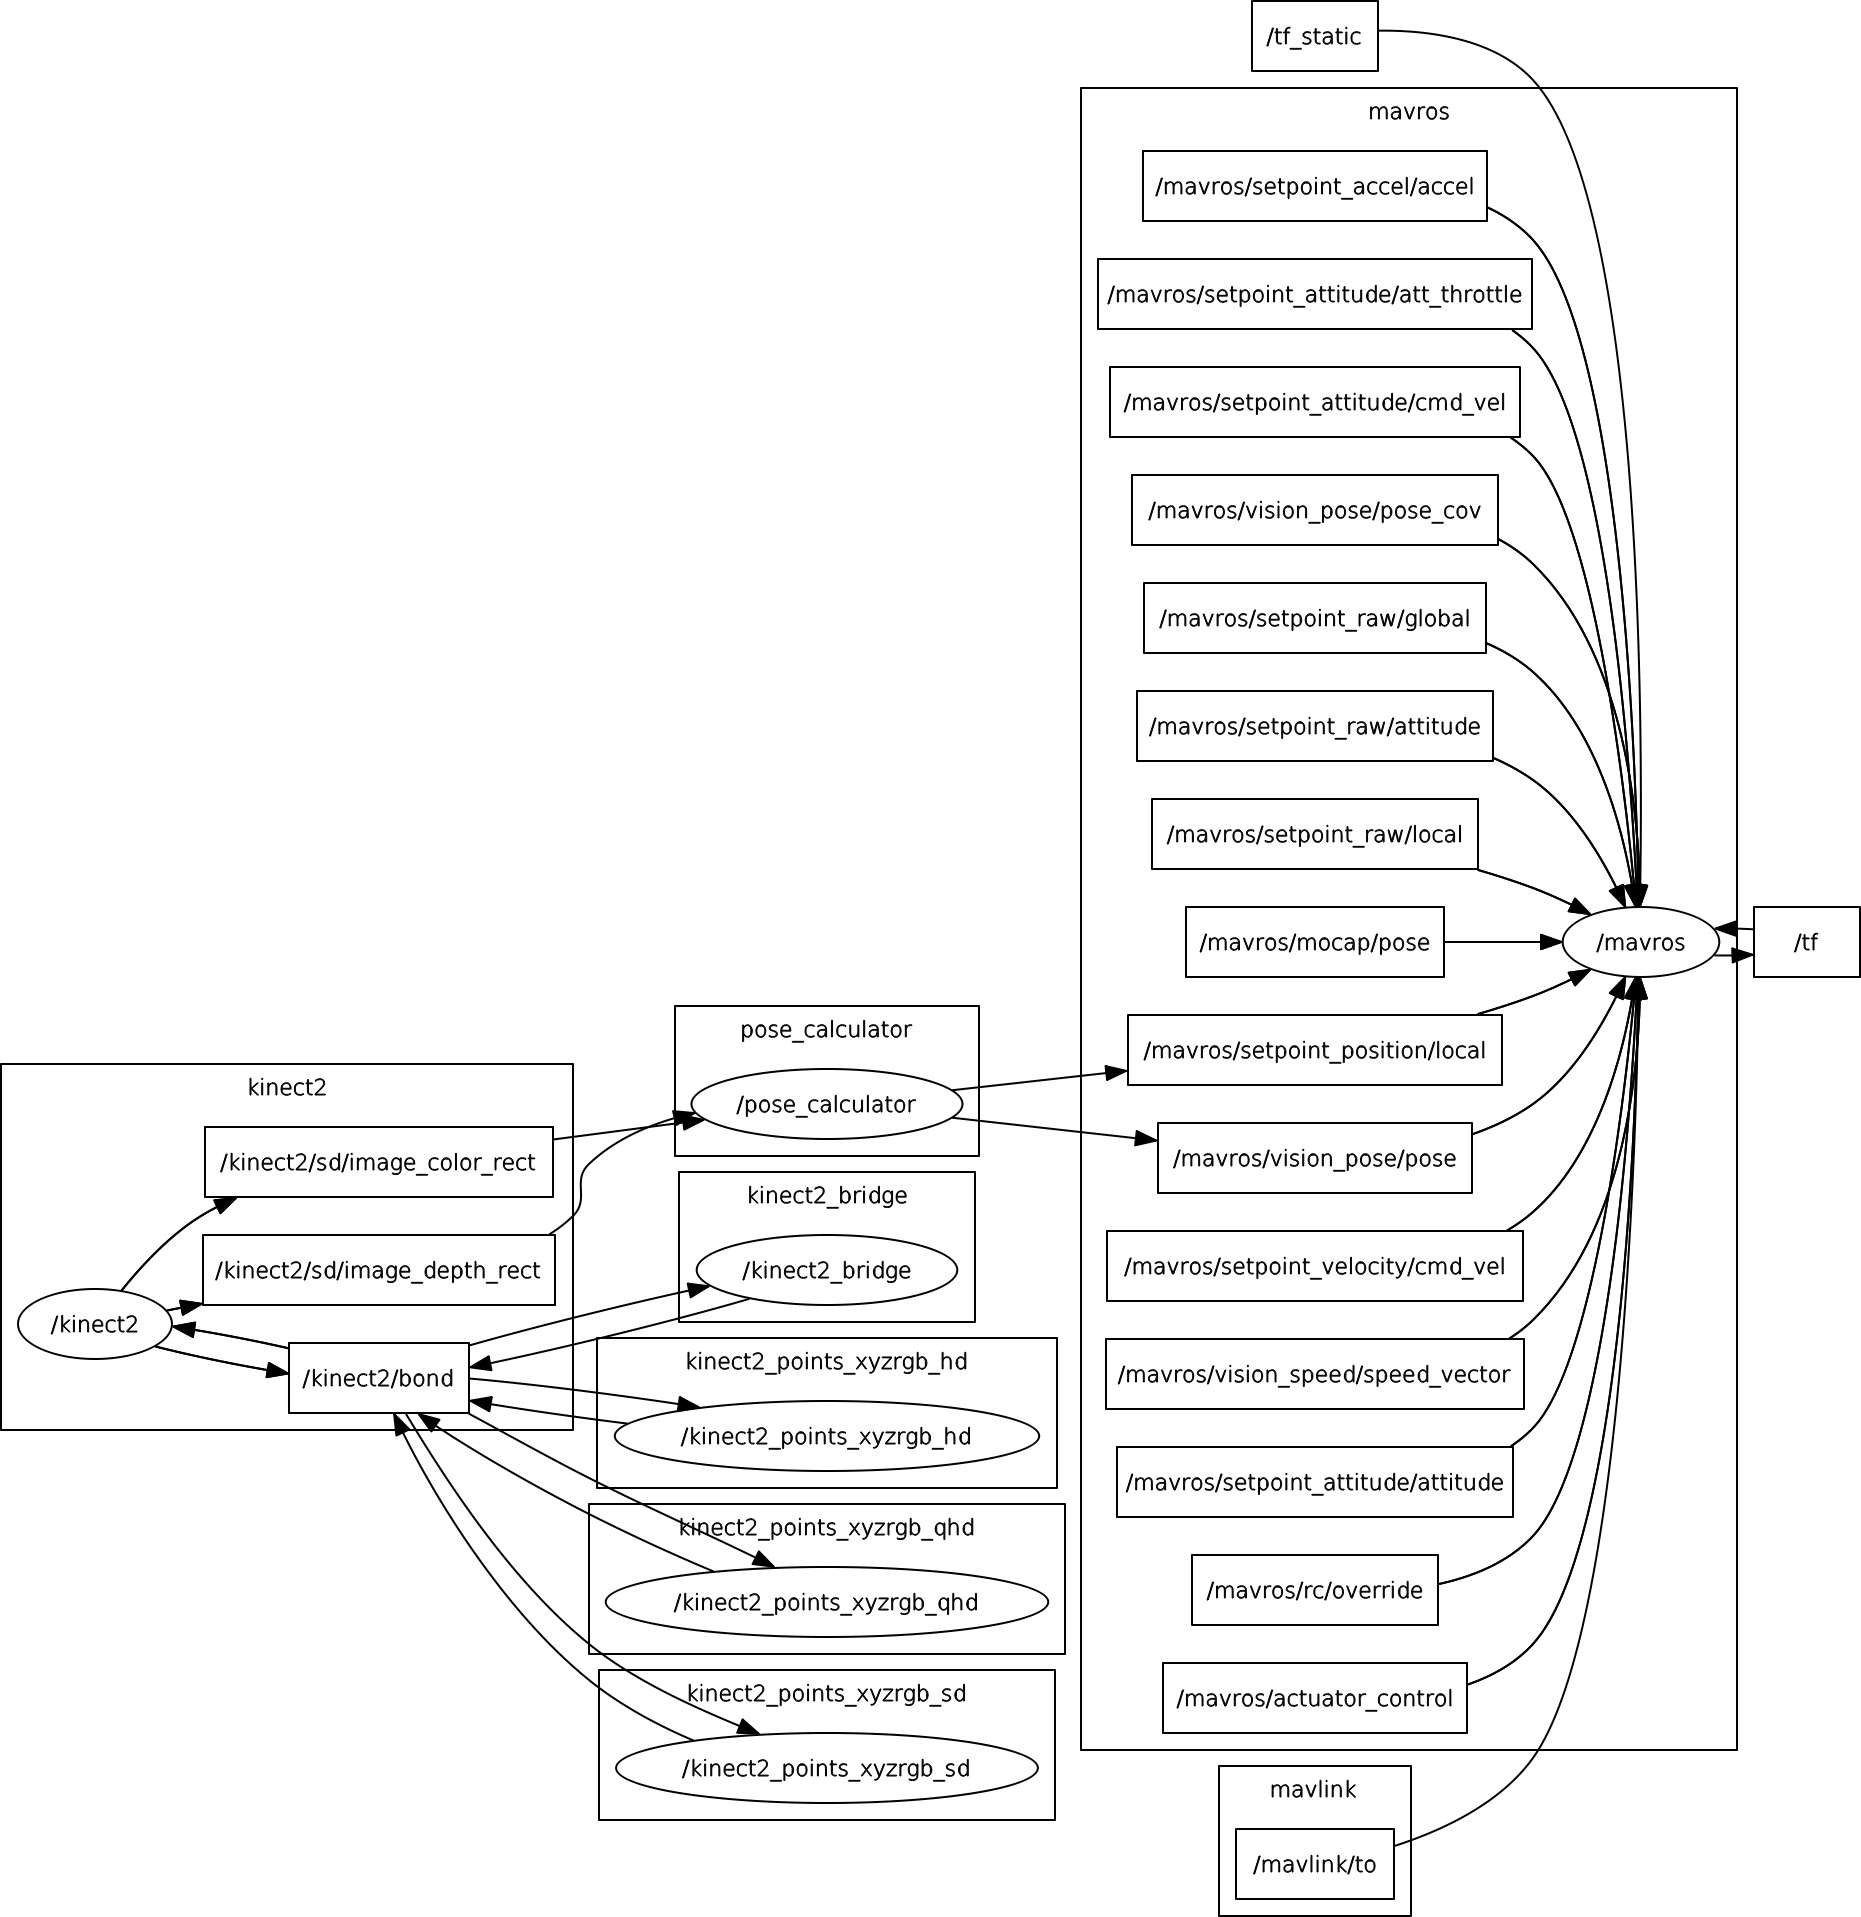 /tf_static
mavros
/mavros/setpoint_accel/accel
/mavros/setpoint_attitude/att_throttle
/mavros/setpoint_attitude/cmd_vel
/mavros/vision_pose/pose_cov
/mavros/setpoint_raw/global
/mavros/setpoint_raw/attitude
/mavros/setpoint_raw/local
/mavros/mocap/pose
/mavros
/tf
/mavros/setpoint_position/local
/mavros/vision_pose/pose
/mavros/setpoint_velocity/cmd_vel
/mavros/vision_speed/speed_vector
/mavros/setpoint_attitude/attitude
/mavros/rc/override
/mavros/actuator_control
mavlink
/mavlink/to
pose_calculator
/pose_calculator
kinect2
/kinect2/sd/image_color_rect
/kinect2/sd/image_depth_rect
/kinect2
/kinect2/bond
kinect2_bridge
/kinect2_bridge
kinect2_points_xyzrgb_hd
/kinect2_points_xyzrgb_hd
kinect2_points_xyzrgb_qhd
/kinect2_points_xyzrgb_qhd
kinect2_points_xyzrgb_sd
/kinect2_points_xyzrgb_sd